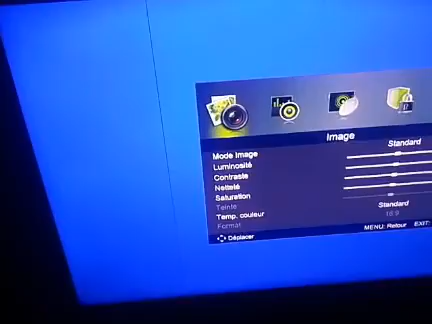 Image
Mode Image Standard
Luminosité
Contraste
Netteté
Saturation
Teinte
Temp. couleur Standard
Format 16:9
Déplacer MENU: Retour EXIT: